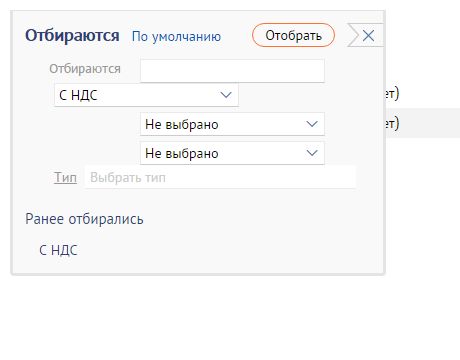 Отбираются По умолчанию Отобрать
Отбираются
С НДС
ет)
Не выбрано
ет)
Не выбрано
Тип Выбрать тип
Ранее отбирались
С НДС